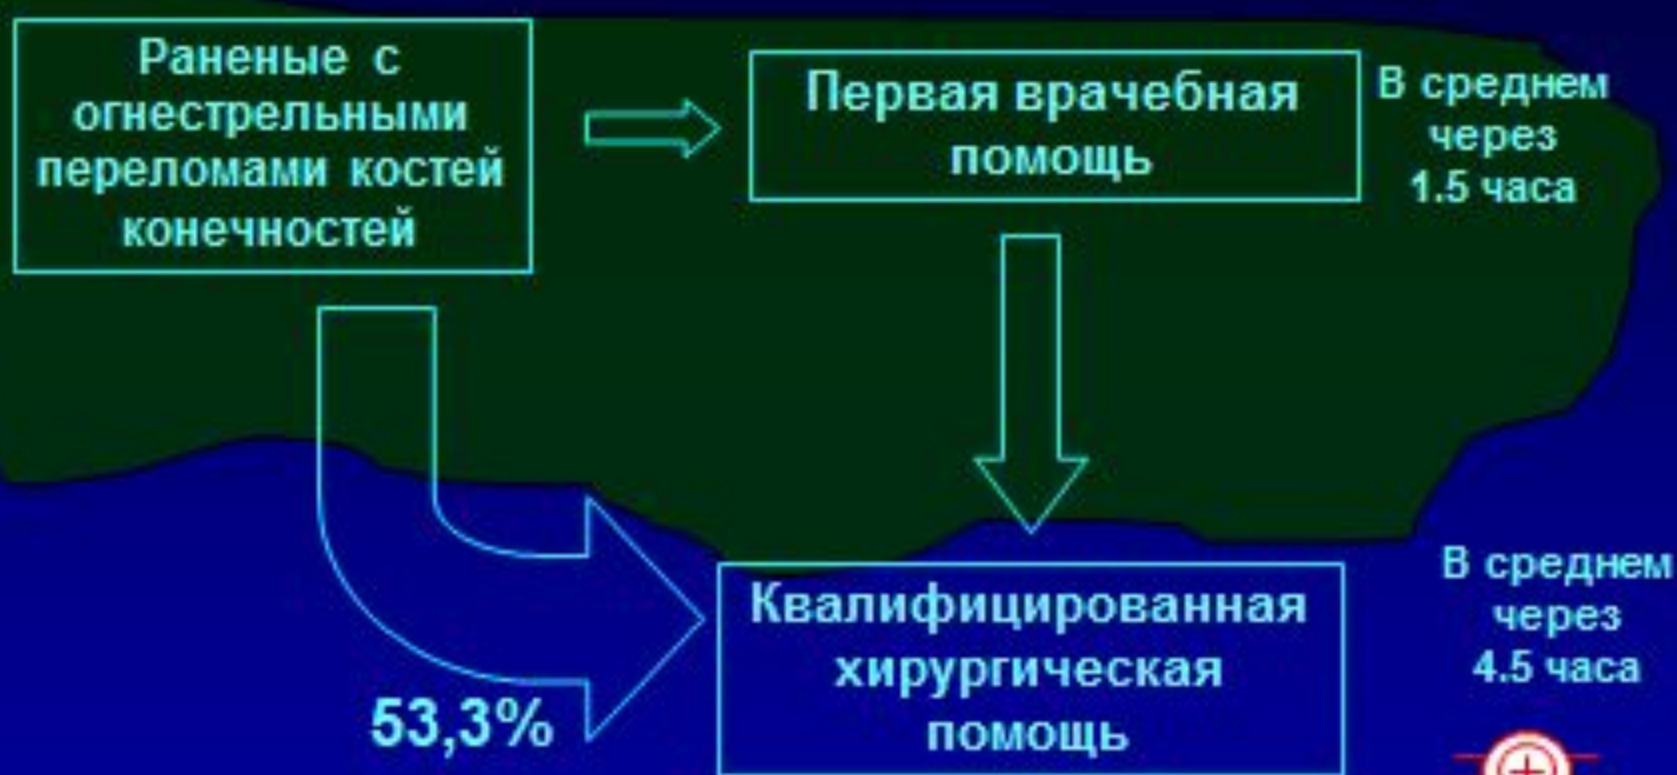 Раненые с
огнестрельными
переломами костей
конечностей
Первая врачебная
помощь
В среднем
через
1.5 часа
53,3%
Квалифицированная
хирургическая
помощь
В среднем
через
4.5 часа